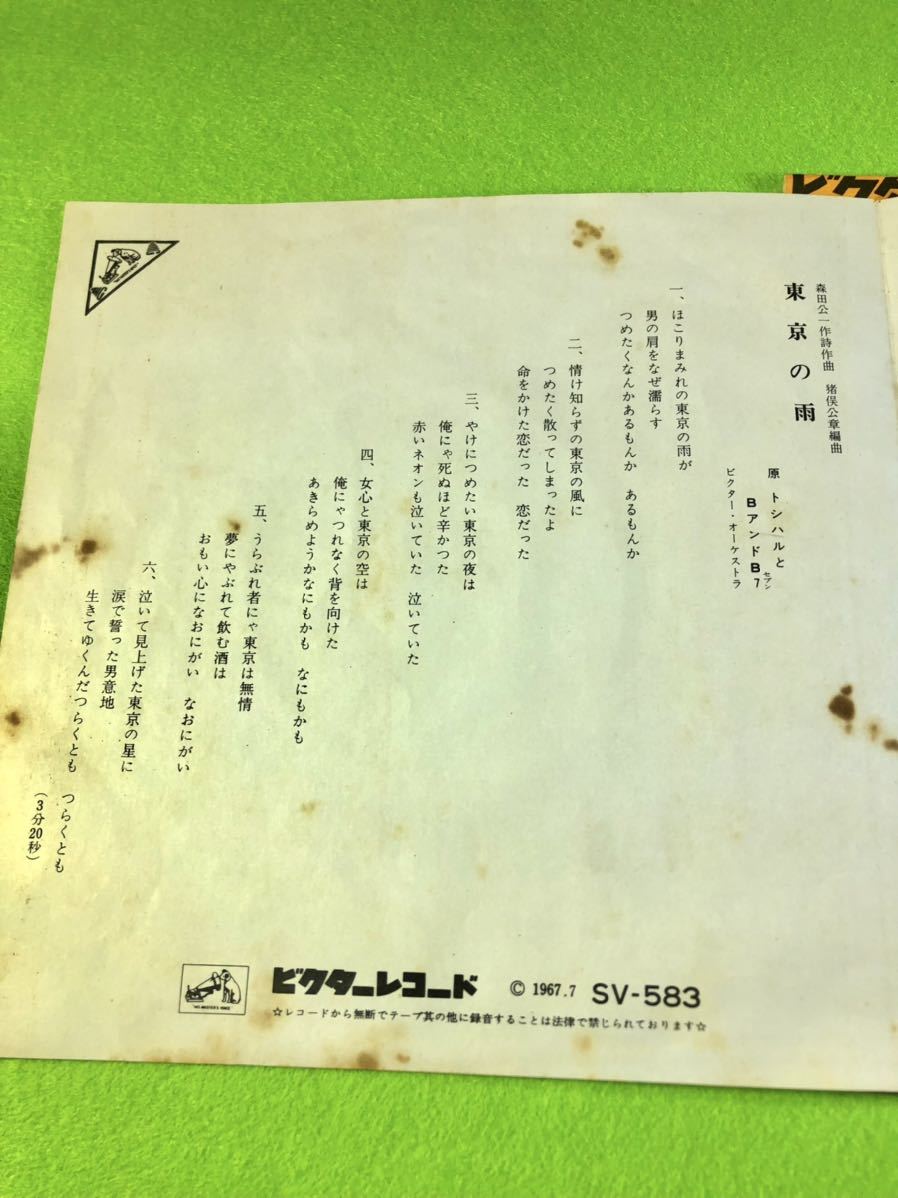 ビクタ
森田公一作詩作曲　猪俣公章編曲
東京の雨
原　トシハルと
BアンドB7
セブン
ビクター・オーケストラ
一、ほこりまみれの東京の雨が
男の肩をなぜ濡らす
つめたくなんかあるもんか　あるもんか
二、情け知らずの東京の風に
つめたく散ってしまったよ
命をかけた恋だった　恋だった
三、やけにつめたい東京の夜は
俺にゃ死ぬほど辛かつた
赤いネオンも泣いていた　泣いていた
四、女心と東京の空は
俺にゃつれなく背を向けた
あきらめようかなにもかも　なにもかも
五、うらぶれ者にゃ東京は無情
夢にやぶれて飲む酒は
おもい心になおにがい　なおにがい
六、泣いて見上げた東京の星に
涙で誓った男意地
生きてゆくんだつらくとも　つらくとも
（3分20秒）
"HIS MASTER'S VOICE"
ビクターレコード　© 1967.7　SV-583
☆レコードから無断でテープ其の他に録音することは法律で禁じられております☆